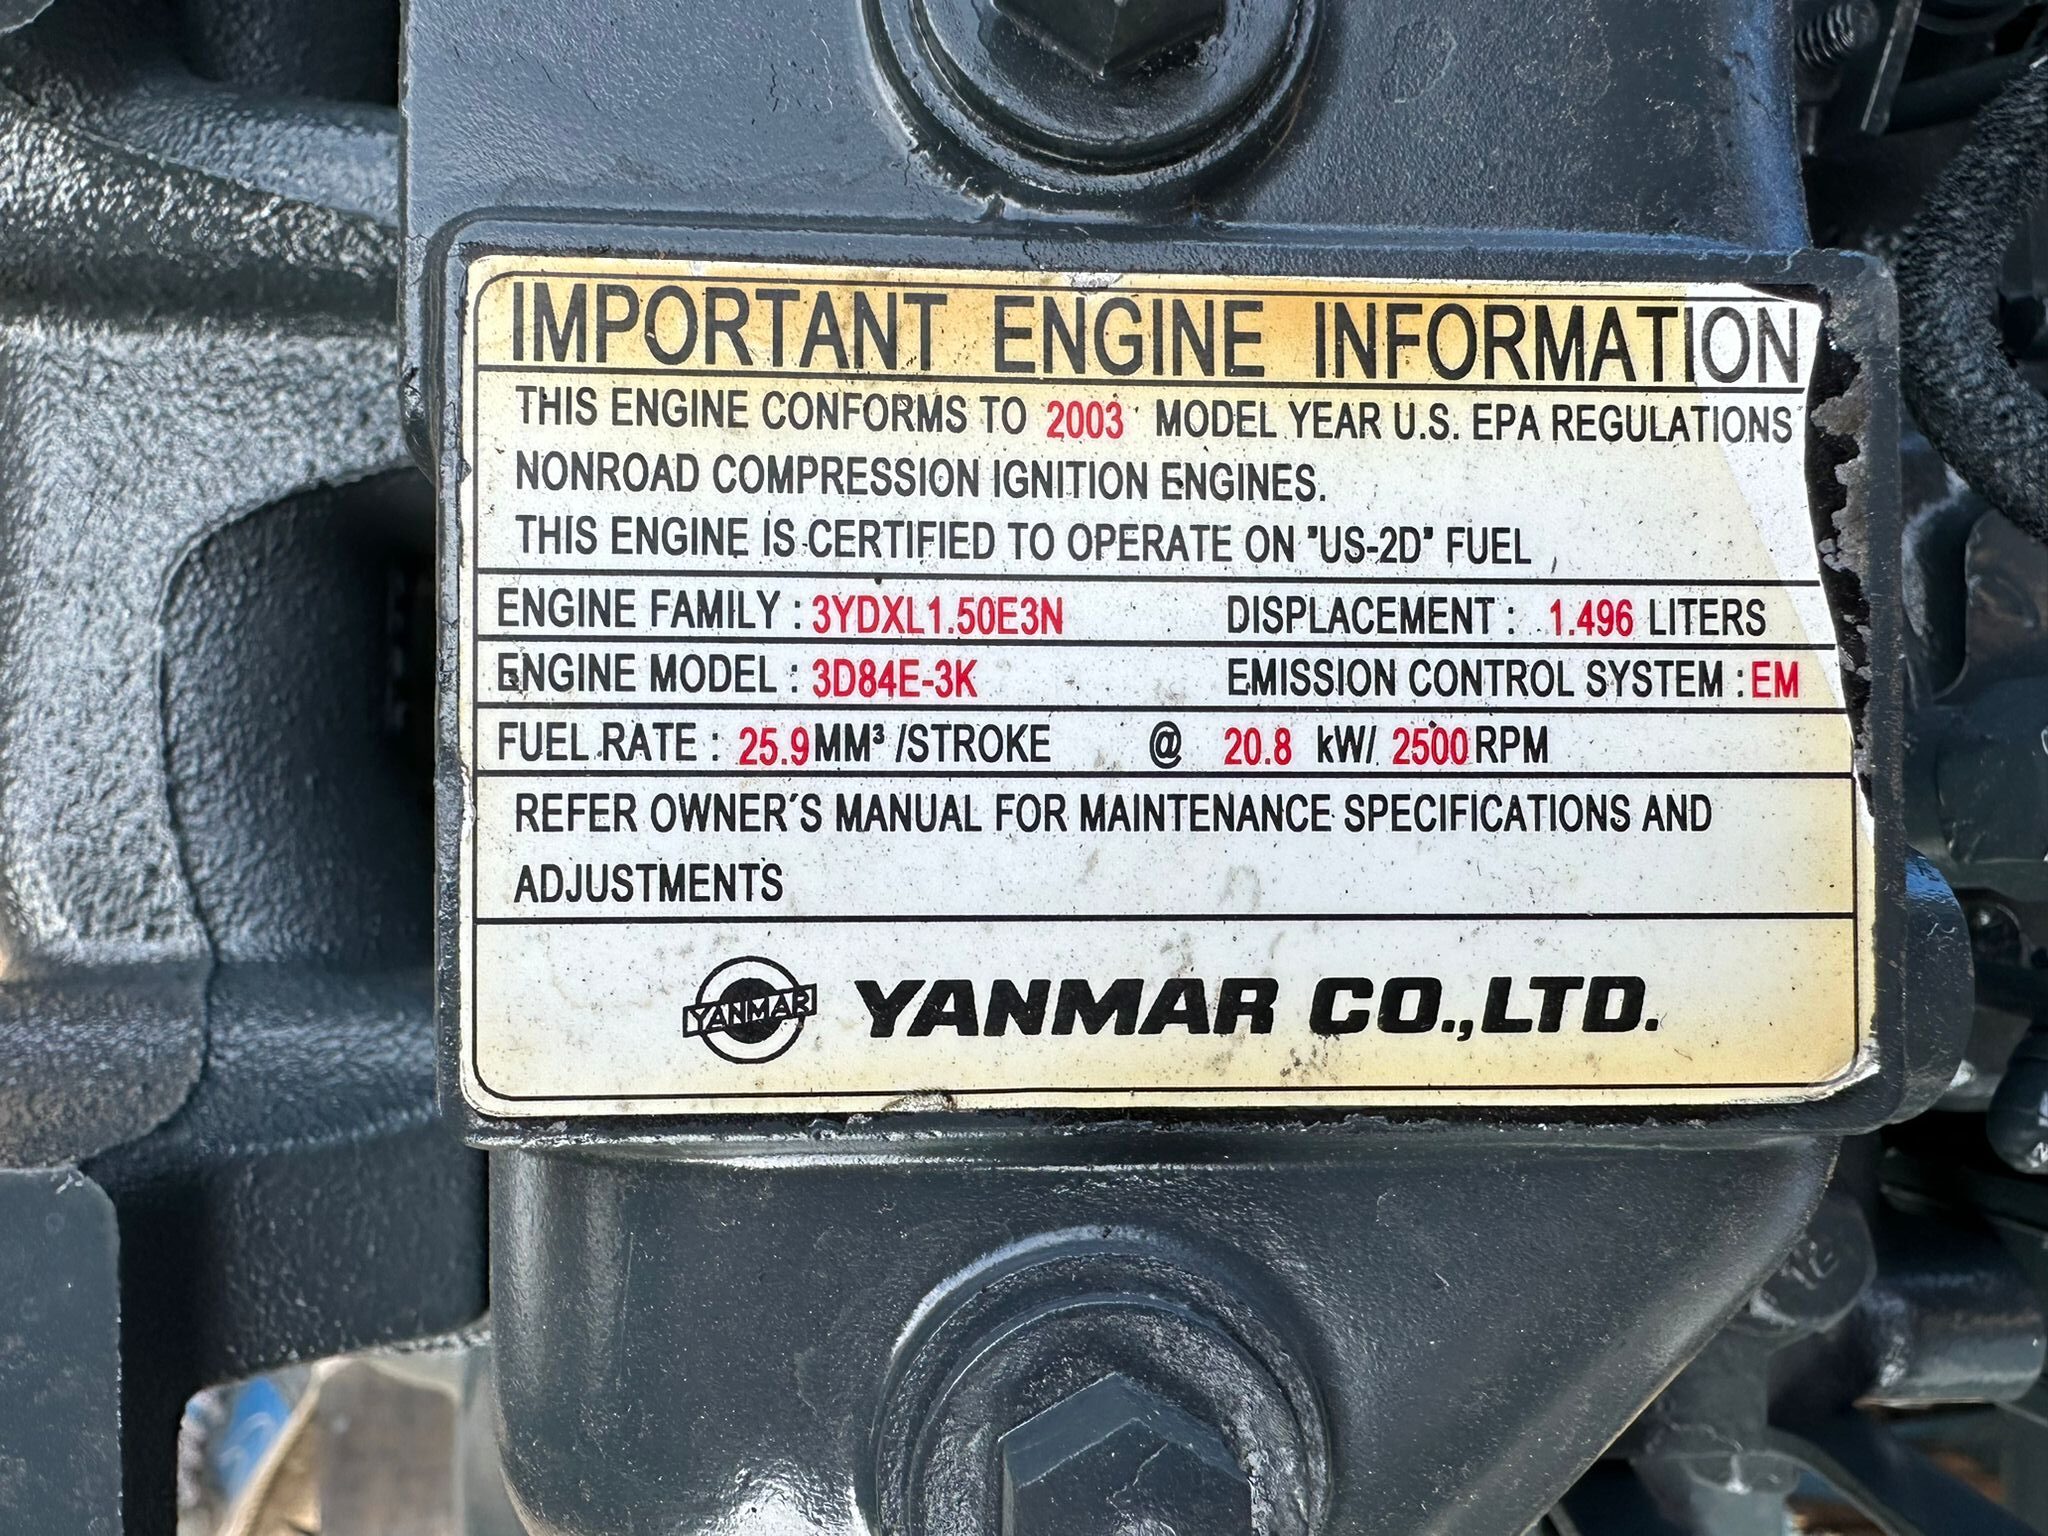 IMPORTANT ENGINE INFORMATION
THIS ENGINE CONFORMS TO 2003 MODEL YEAR U.S. EPA REGULATIONS
NONROAD COMPRESSION IGNITION ENGINES.
THIS ENGINE IS CERTIFIED TO OPERATE ON "US-2D" FUEL
ENGINE FAMILY : 3YDXL1.50E3N DISPLACEMENT : 1.496 LITERS
ENGINE MODEL : 3D84E-3K EMISSION CONTROL SYSTEM : EM
FUEL RATE : 25.9 MM³ /STROKE @ 20.8 kW/ 2500 RPM
REFER OWNER'S MANUAL FOR MAINTENANCE SPECIFICATIONS AND
ADJUSTMENTS
YANMAR YANMAR CO.,LTD.
12